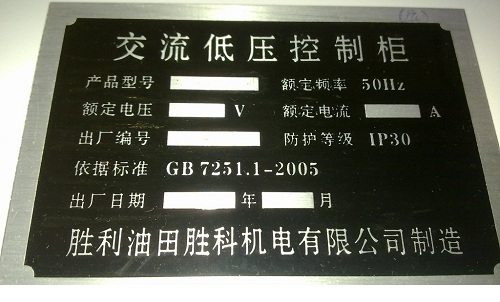 交流低压控制柜
产品型号 额定频率 50Hz
额定电压 V 额定电流 A
出厂编号 防护等级 IP30
依据标准 GB 7251.1-2005
出厂日期 年 月
胜利油田胜科机电有限公司制造